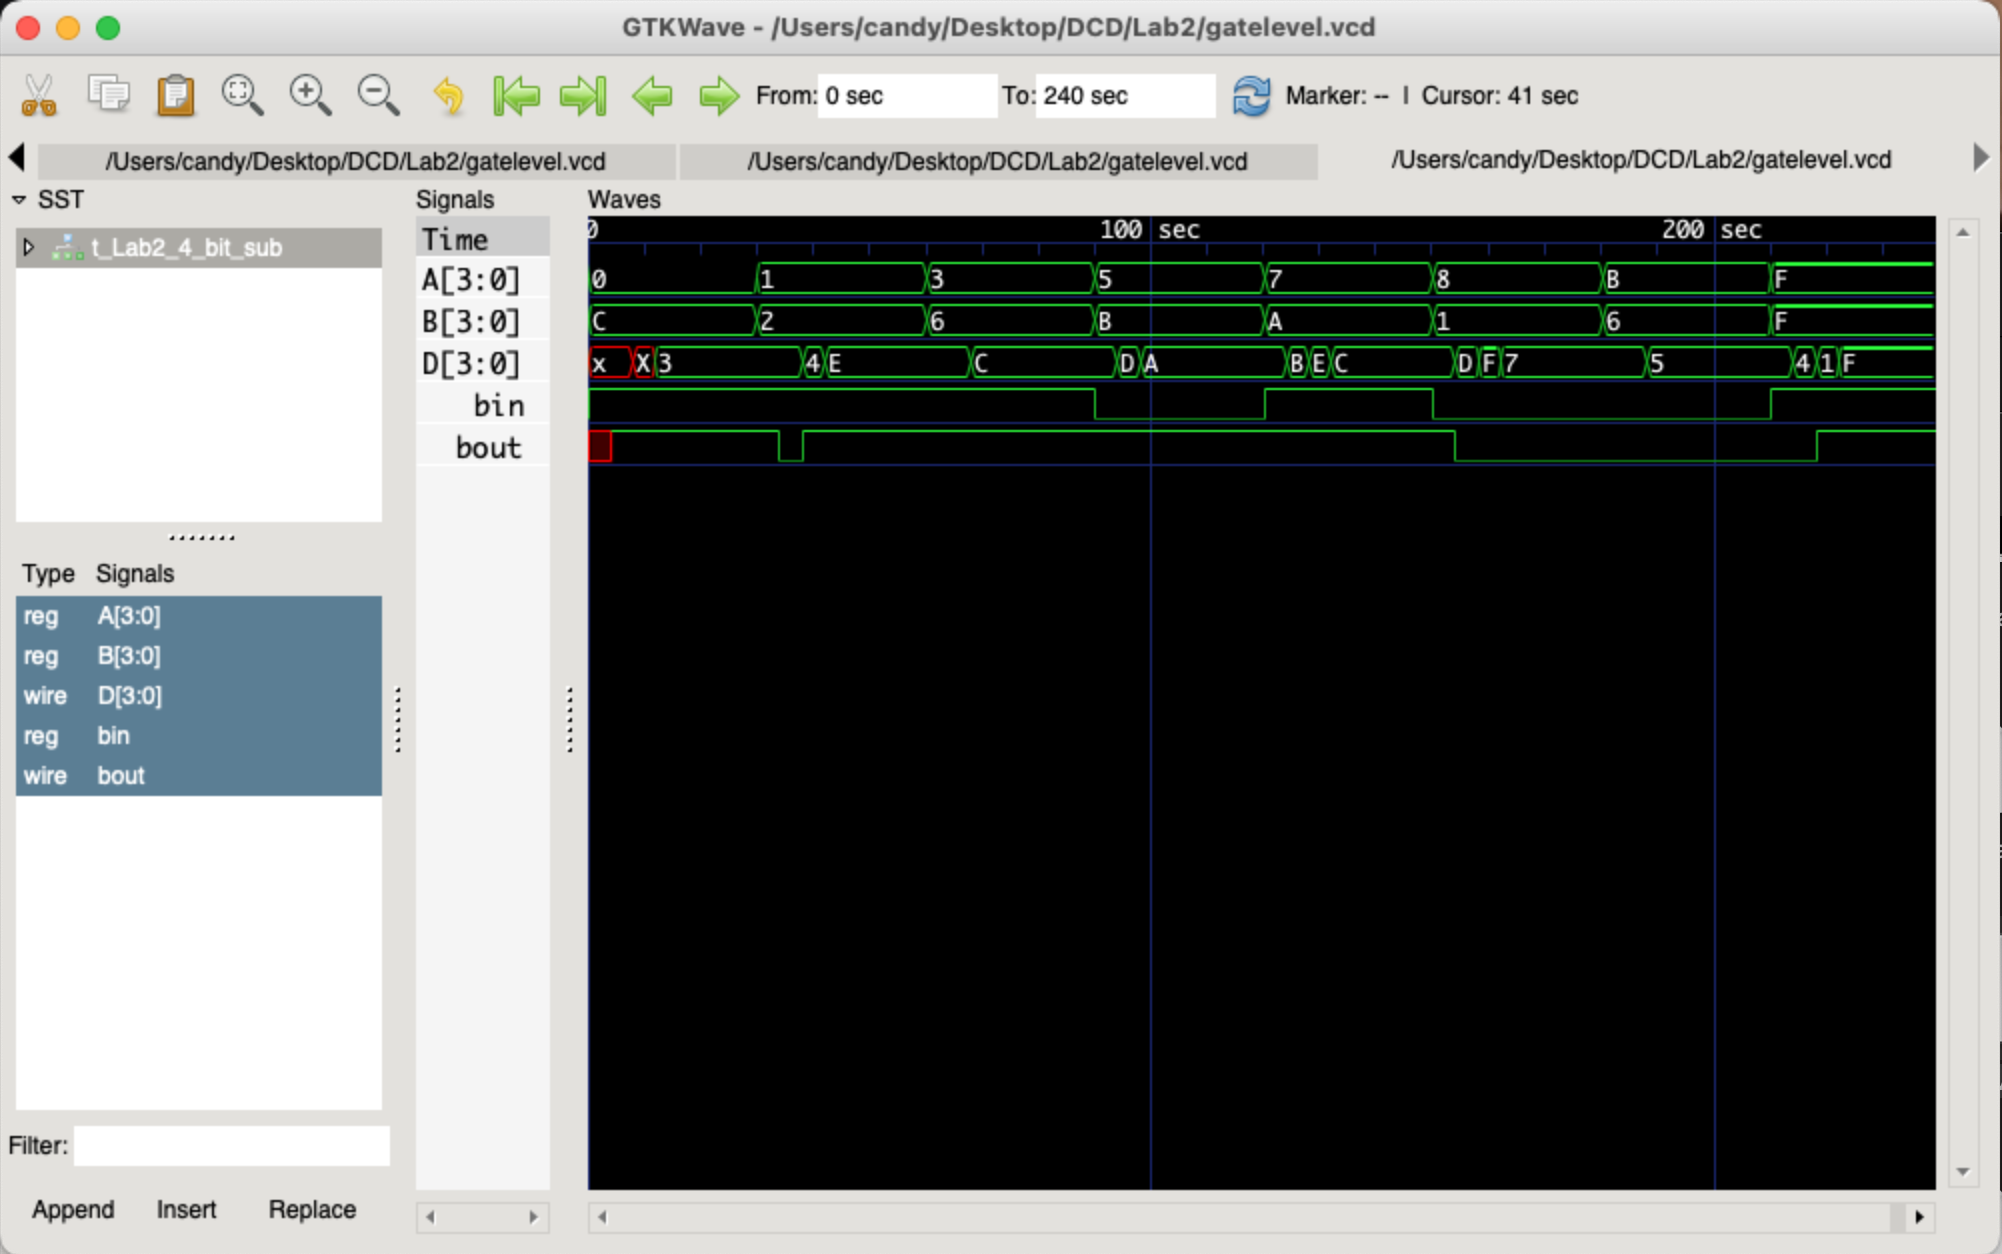 GTKWave - /Users/candy/Desktop/DCD/Lab2/gatelevel.vcd
From: 0 sec To: 240 sec Marker: -- | Cursor: 41 sec
/Users/candy/Desktop/DCD/Lab2/gatelevel.vcd /Users/candy/Desktop/DCD/Lab2/gatelevel.vcd /Users/candy/Desktop/DCD/Lab2/gatelevel.vcd
SST
t_Lab2_4_bit_sub
Type Signals
reg A[3:0]
reg B[3:0]
wire D[3:0]
reg bin
wire bout
Filter:
Append Insert Replace
Signals
Waves
Time 0 100 sec 200 sec
A[3:0] 0 1 3 5 7 8 B F
B[3:0] C 2 6 B A 1 6 F
D[3:0] x X 3 4 E C D A B E C D F 7 5 4 1 F
bin
bout